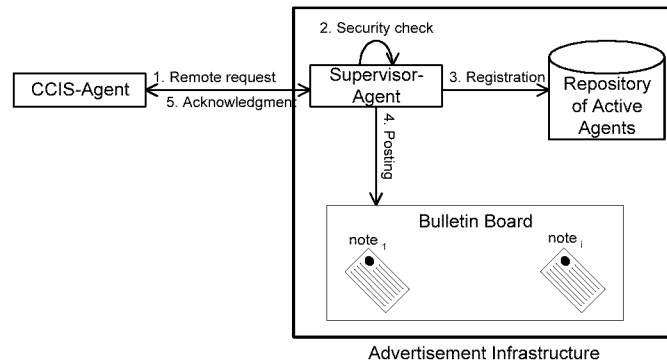 2. Security check
CCIS-Agent
1. Remote request
5. Acknowledgment
Supervisor-
Agent
3. Registration
Repository
of Active
Agents
4. Posting
Bulletin Board
note 1
note i
Advertisement Infrastructure